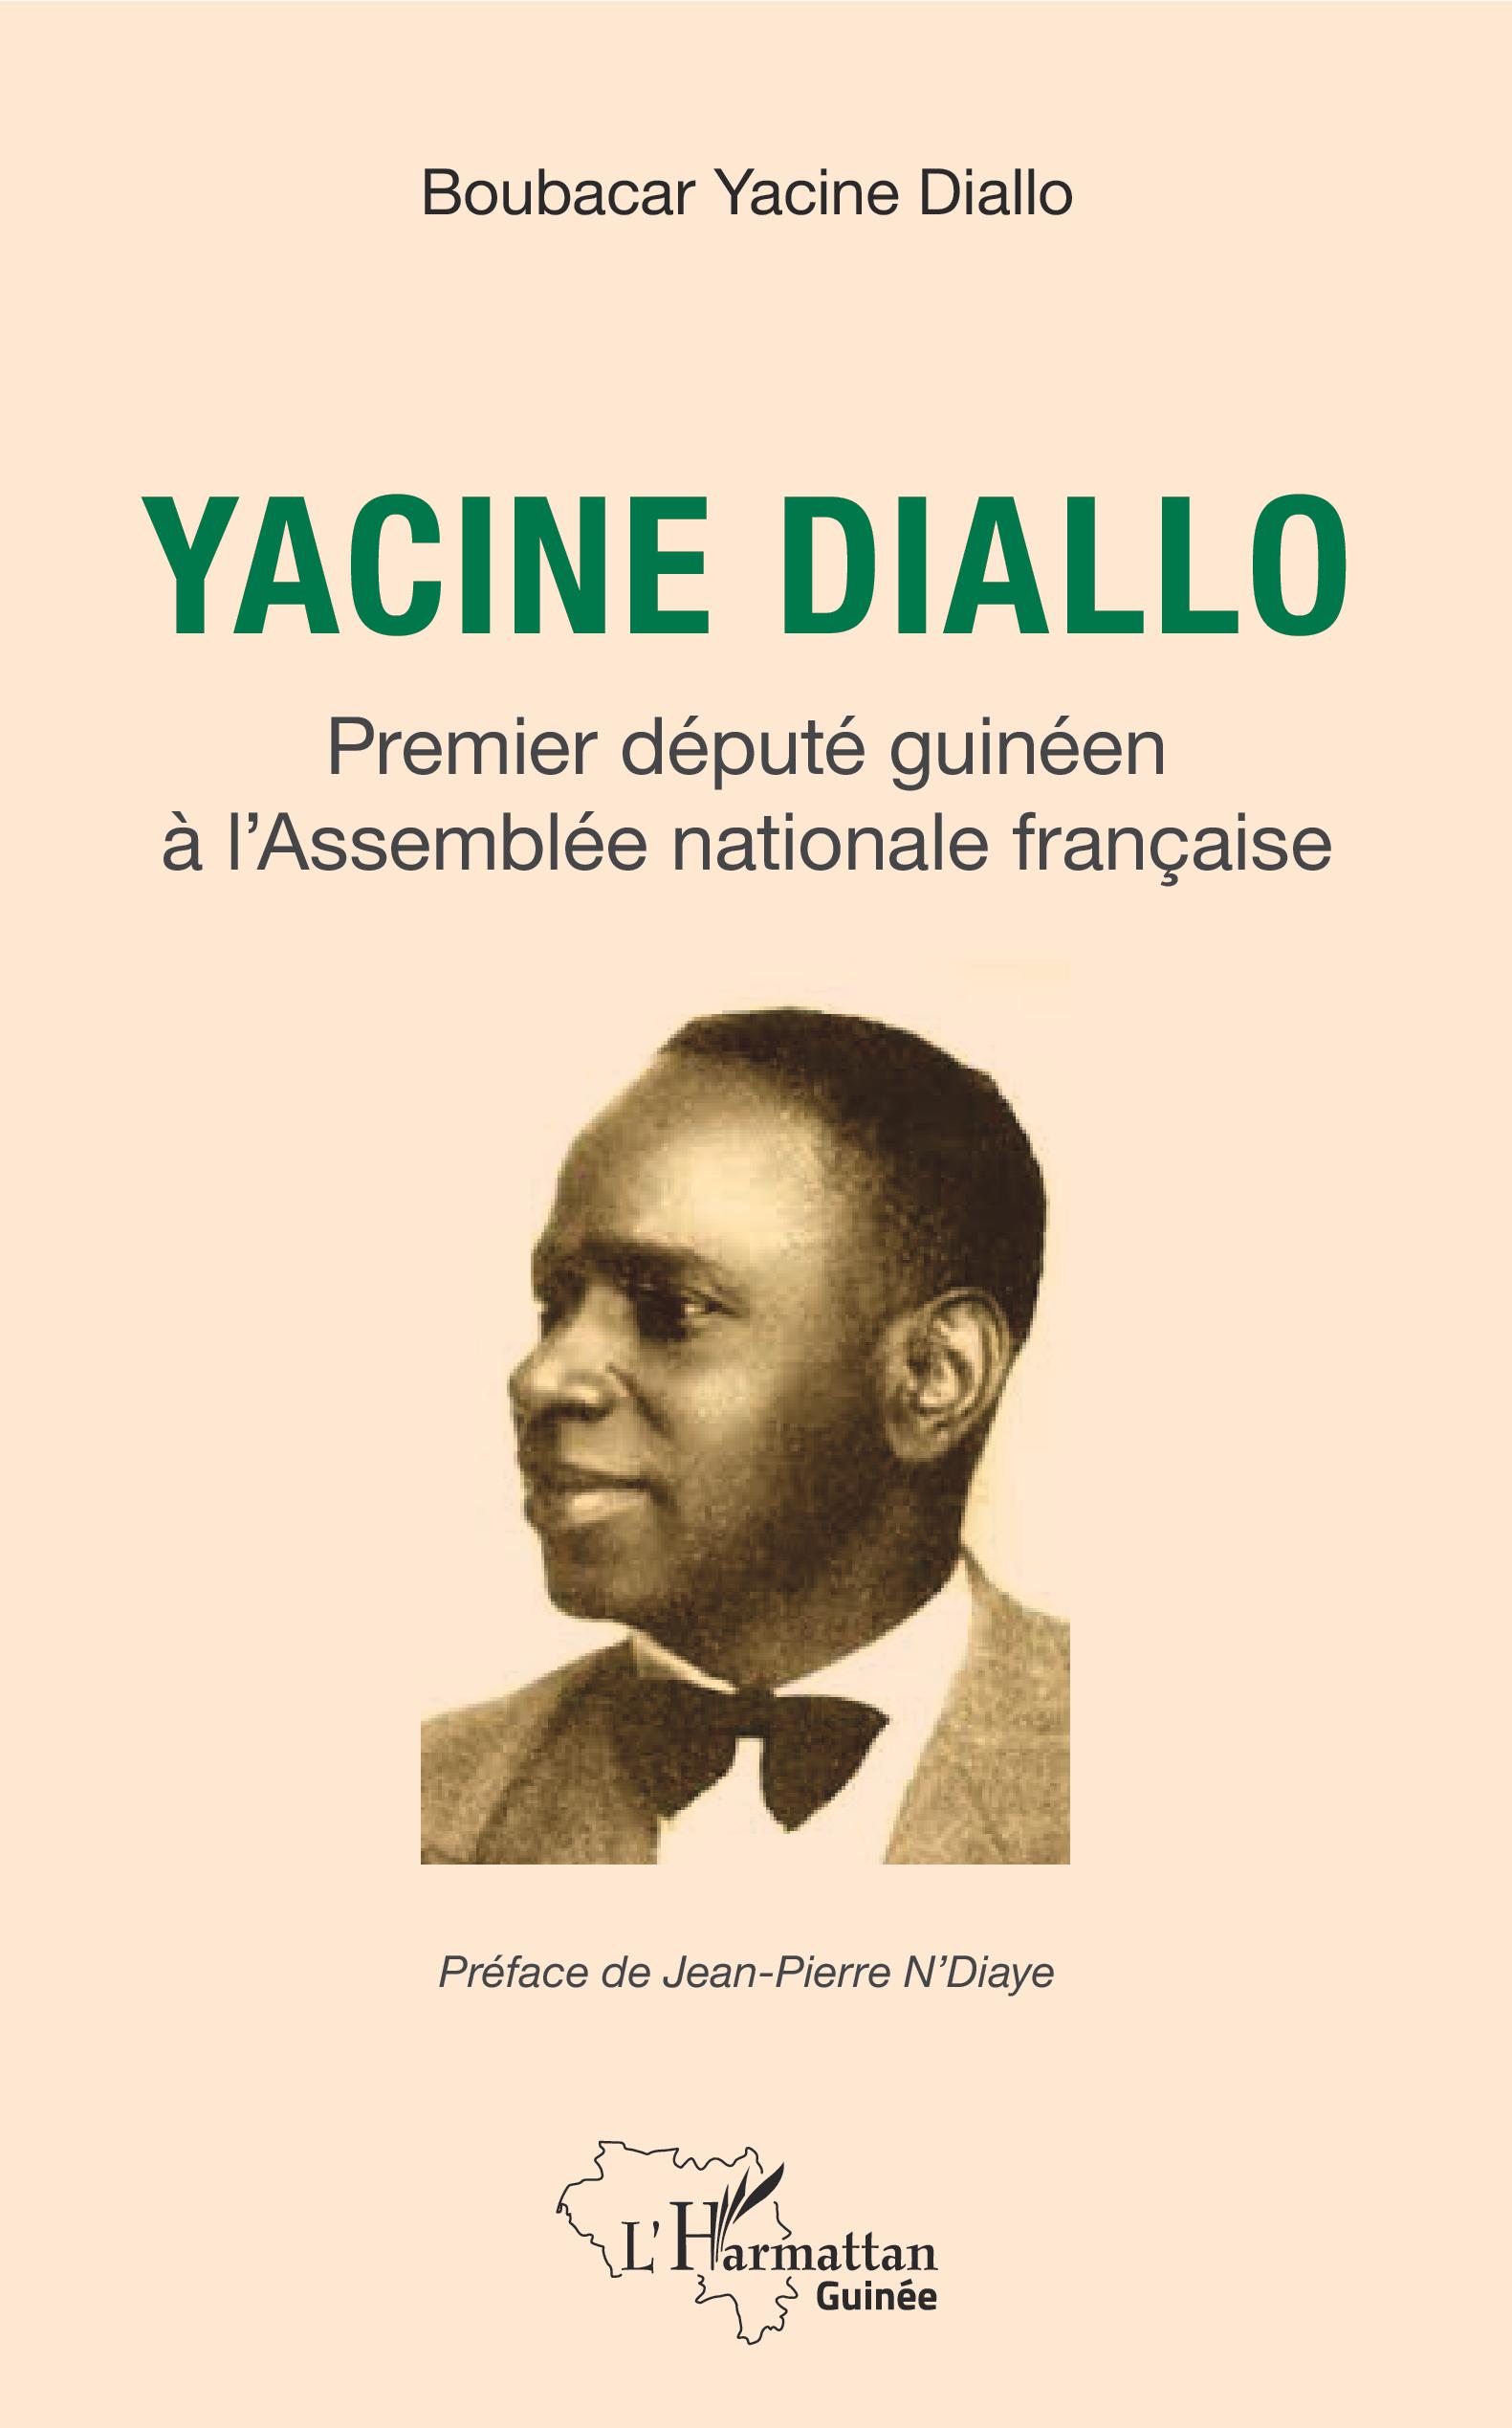 Boubacar Yacine Diallo
YACINE DIALLO
Premier député guinéen
à l'Assemblée nationale française
Préface de Jean-Pierre N'Diaye
L'Harmattan
Guinée